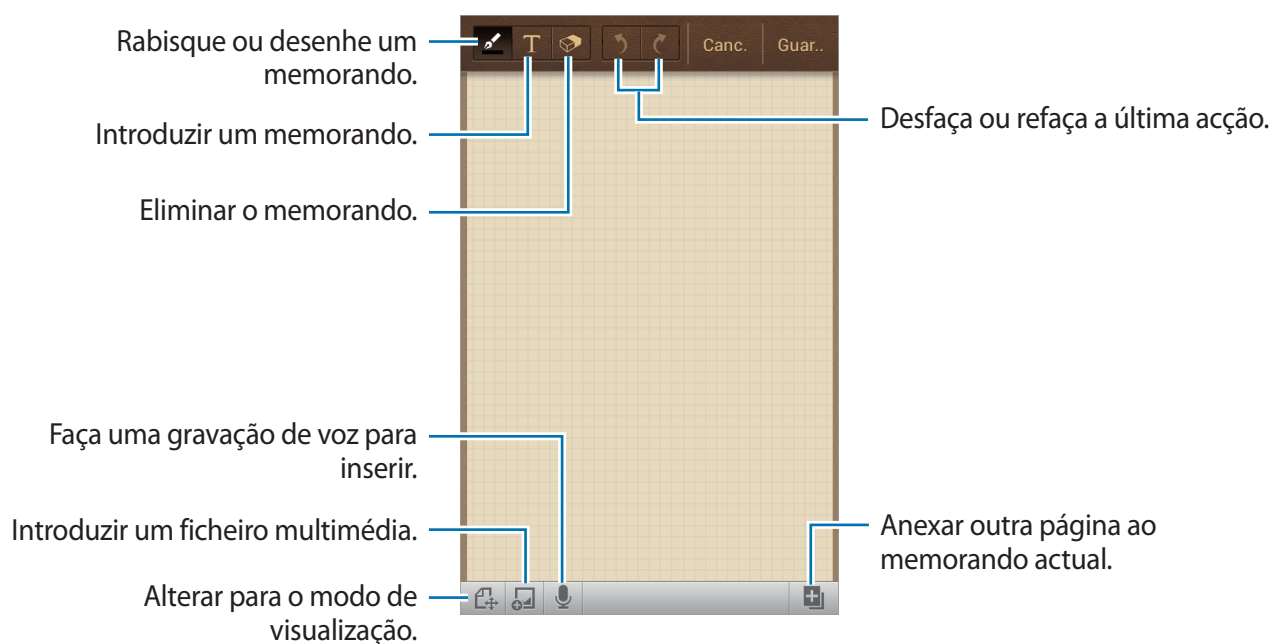 Rabisque ou desenhe um
memorando.
Introduzir um memorando.
Eliminar o memorando.
T
Canc.
Guar..
Desfaça ou refaça a última acção.
Faça uma gravação de voz para
inserir.
Introduzir um ficheiro multimédia.
Alterar para o modo de
visualização.
Anexar outra página ao
memorando actual.